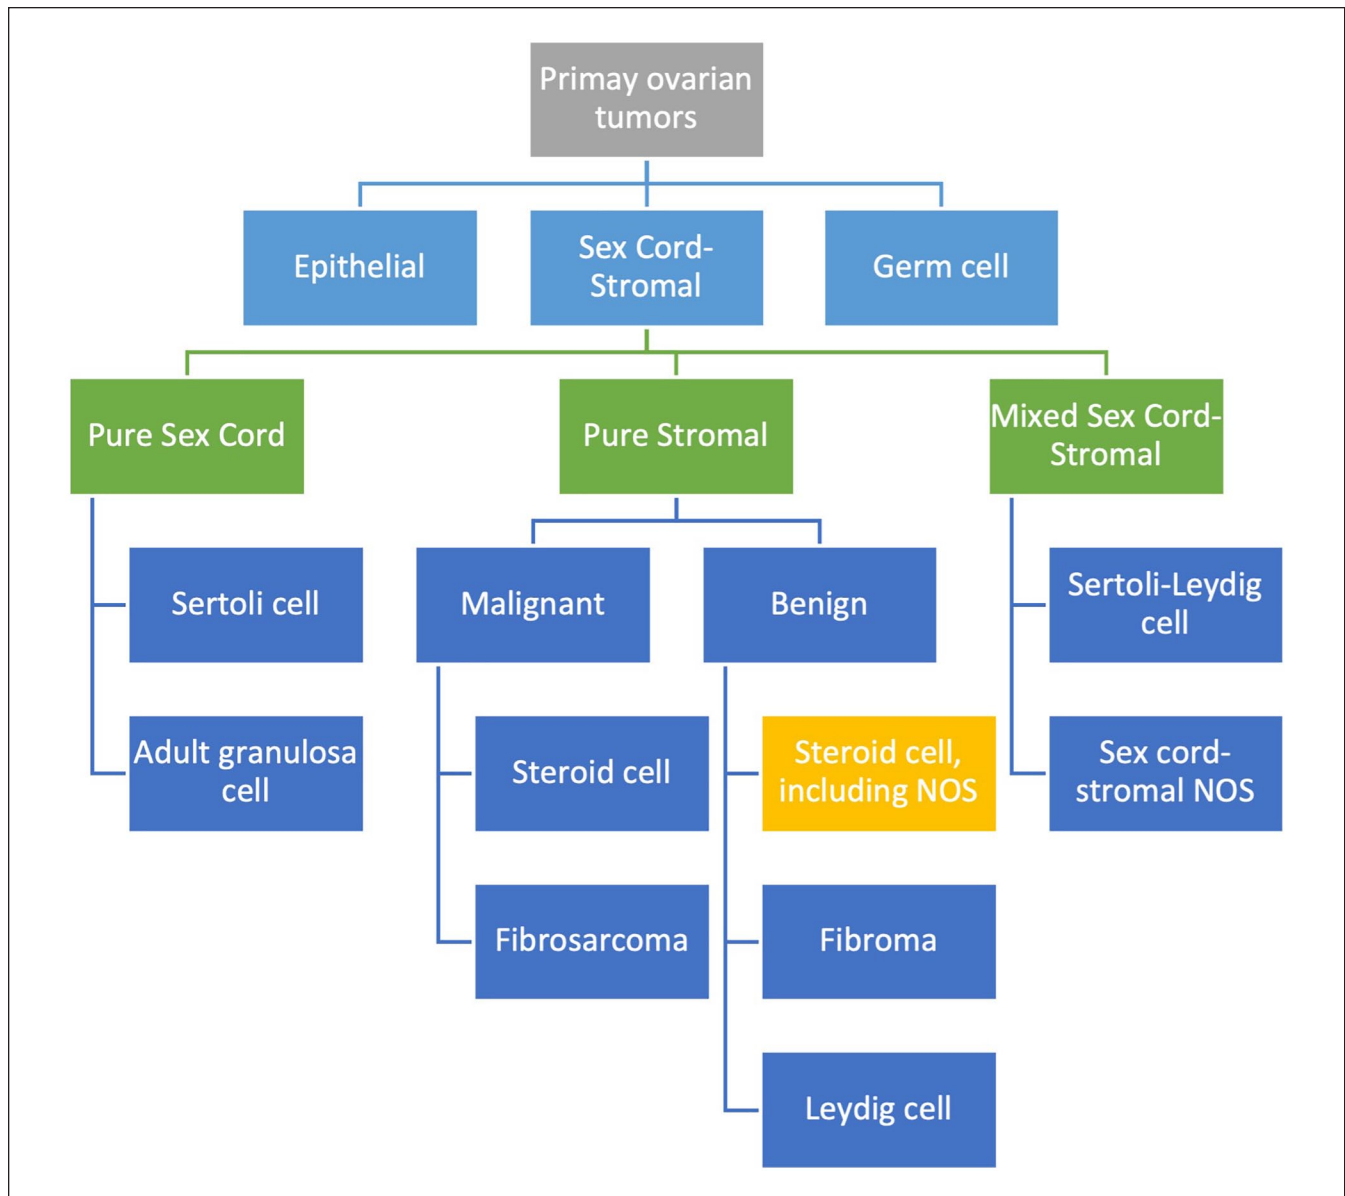 Primay ovarian
tumors
Epithelial
Sex Cord-
Stromal
Germ cell
Pure Sex Cord
Pure Stromal
Mixed Sex Cord-
Stromal
Sertoli cell
Malignant
Benign
Sertoli-Leydig
cell
Adult granulosa
cell
Steroid cell
Steroid cell,
including NOS
Sex cord-
stromal NOS
Fibrosarcoma
Fibroma
Leydig cell